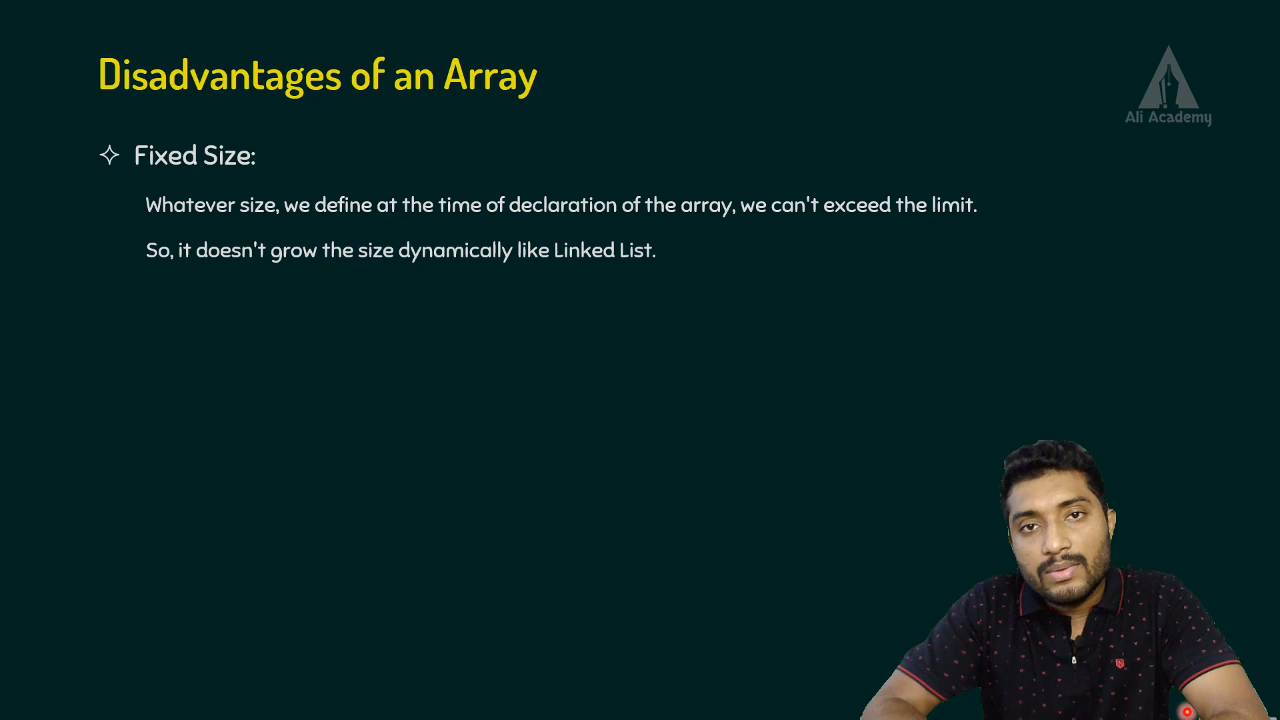 Disadvantages of an Array
Ali Academy
Fixed Size:
Whatever size, we define at the time of declaration of the array, we can't exceed the limit.
So, it doesn't grow the size dynamically like Linked List.